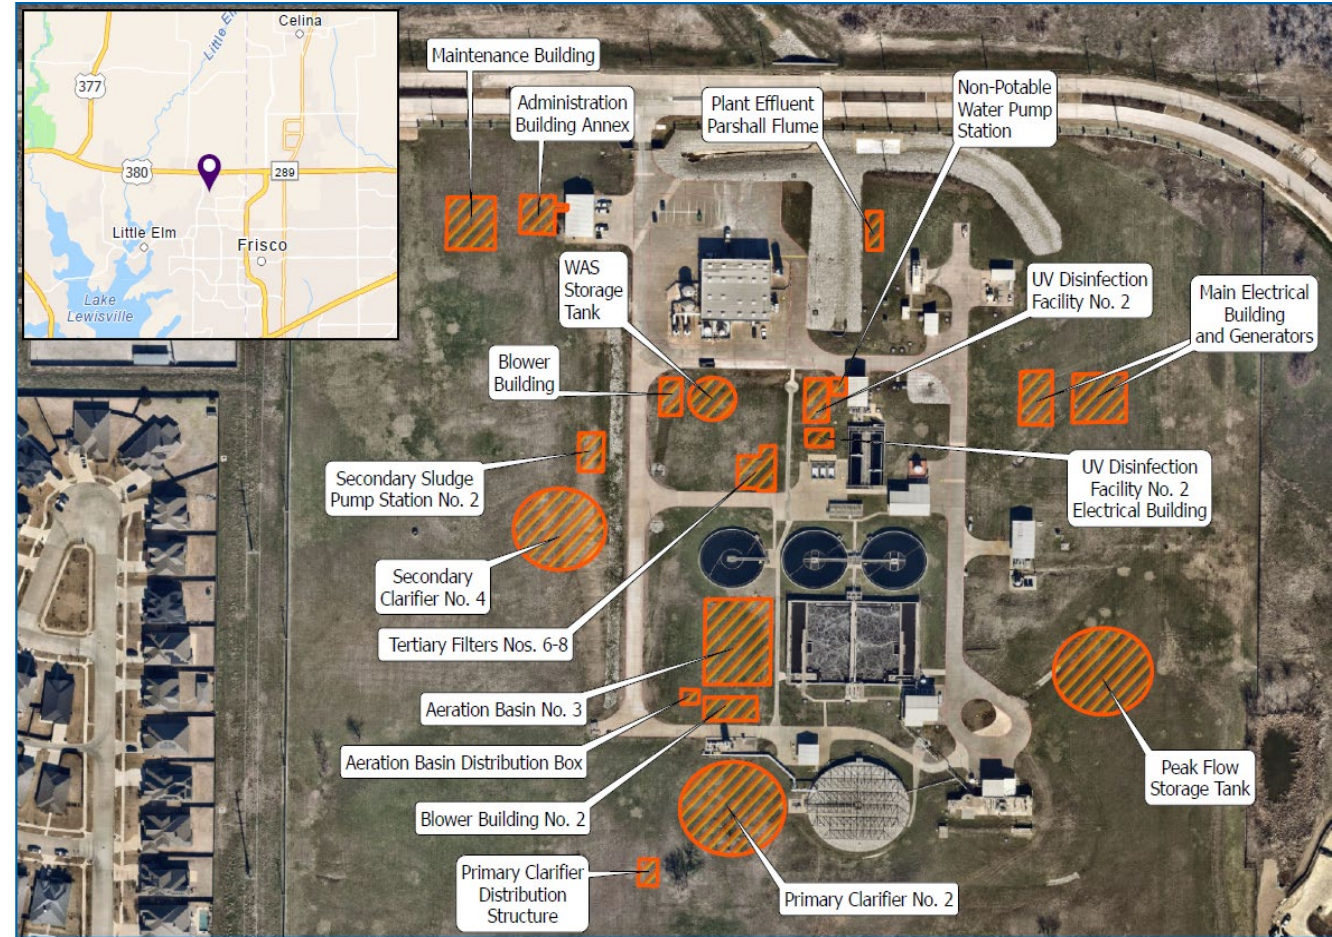 Celina
Little Elm
377
380
289
Little Elm
Frisco
Lake
Lewisville
Maintenance Building
Administration
Building Annex
Plant Effluent
Parshall Flume
Non-Potable
Water Pump
Station
WAS
Storage
Tank
UV Disinfection
Facility No. 2
Main Electrical
Building
and Generators
Blower
Building
Secondary Sludge
Pump Station No. 2
UV Disinfection
Facility No. 2
Electrical Building
Secondary
Clarifier No. 4
Tertiary Filters Nos. 6-8
Aeration Basin No. 3
Aeration Basin Distribution Box
Peak Flow
Storage Tank
Blower Building No. 2
Primary Clarifier
Distribution
Structure
Primary Clarifier No. 2